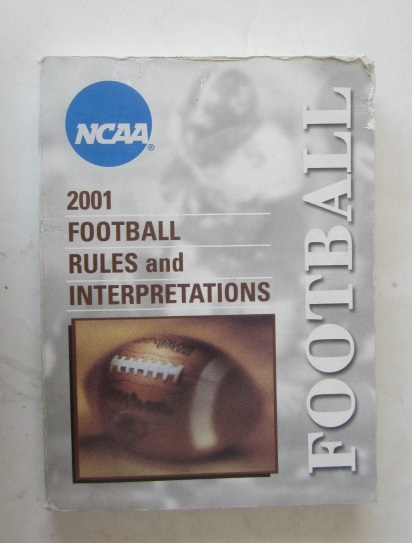 NCAA®
2001
FOOTBALL
RULES and
INTERPRETATIONS
FOOTBALL